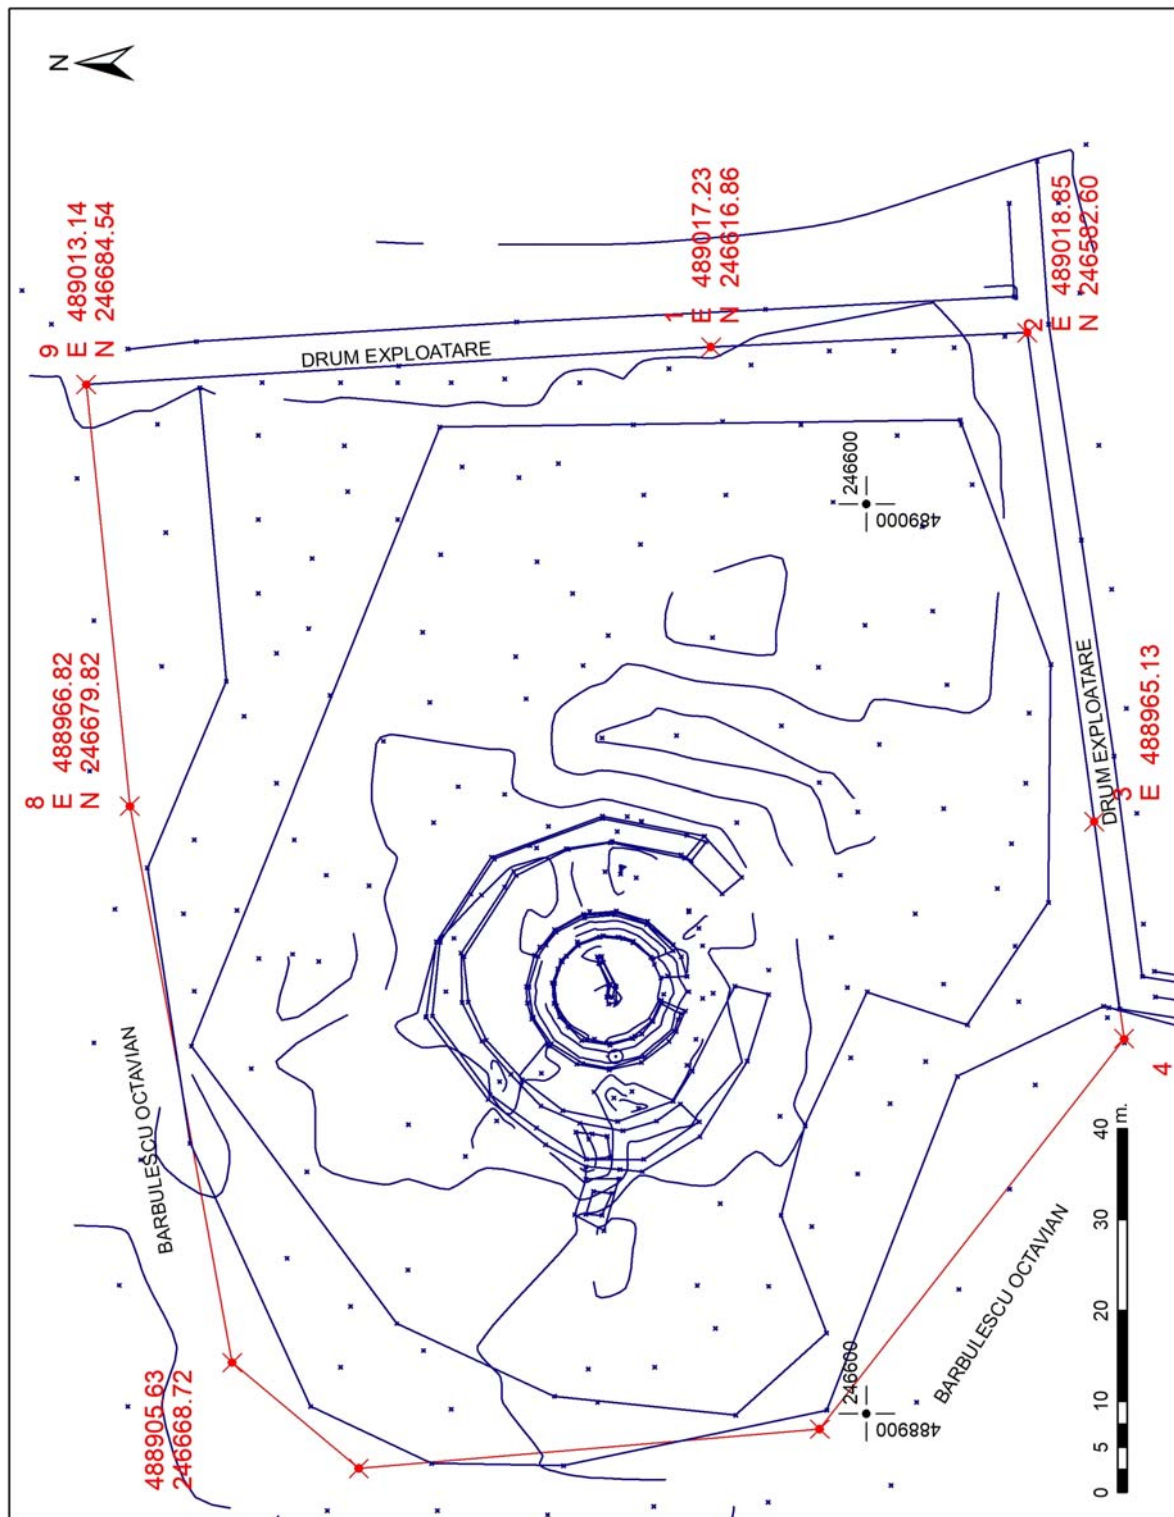 N
9
E 489013.14
N 246684.54
8
E 488966.82
N 246679.82
488905.63
246668.72
1
E 489017.23
N 246616.86
2
E 489018.85
N 246582.60
3
E 488965.13
4
DRUM EXPLOATARE
DRUM EXPLOATARE
BARBULESCU OCTAVIAN
BARBULESCU OCTAVIAN
246600
489000
246600
488900
0 5 10 20 30 40
m.